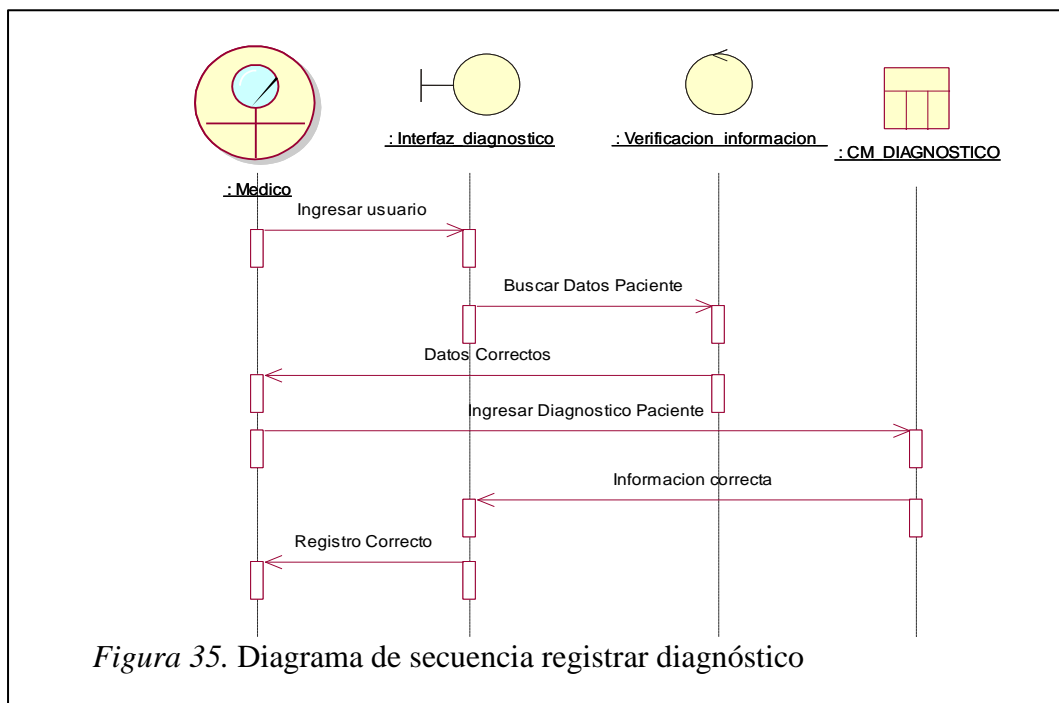 : Interfaz_diagnostico
: Verificacion_informacion
: CM_DIAGNOSTICO
: Medico
Ingresar usuario
Buscar Datos Paciente
Datos Correctos
Ingresar Diagnostico Paciente
Informacion correcta
Registro Correcto
Figura 35. Diagrama de secuencia registrar diagnóstico